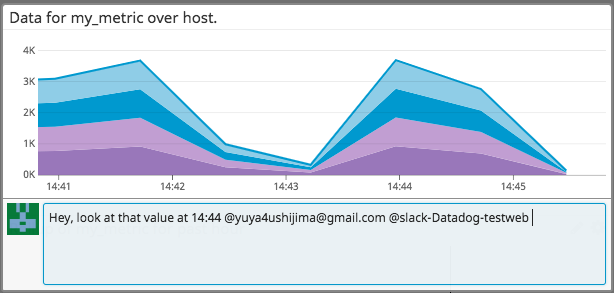 Data for my_metric over host.
4K
3K
2K
1K
0K
14:41 14:42 14:43 14:44 14:45
Hey, look at that value at 14:44 @yuya4ushijima@gmail.com @slack-Datadog-testweb